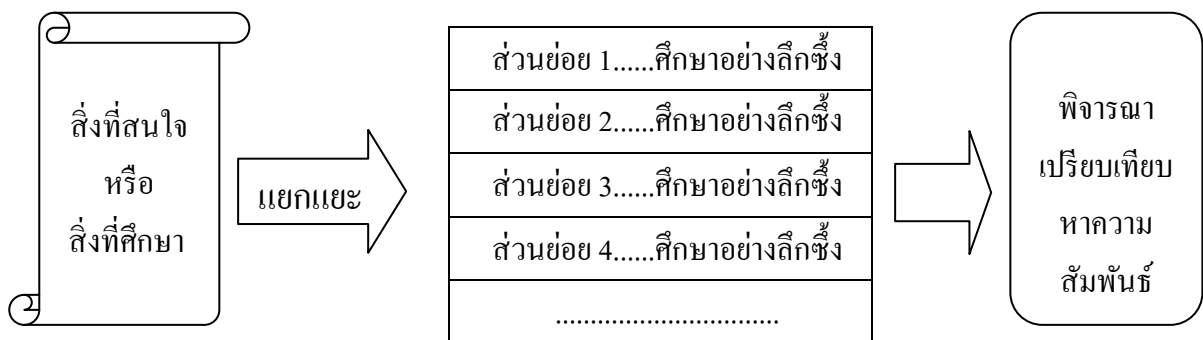 สิ่งที่สนใจ
หรือ
สิ่งที่ศึกษา
แยกแยะ
ส่วนย่อย 1......ศึกษาอย่างลึกซึ้ง
ส่วนย่อย 2......ศึกษาอย่างลึกซึ้ง
ส่วนย่อย 3......ศึกษาอย่างลึกซึ้ง
ส่วนย่อย 4......ศึกษาอย่างลึกซึ้ง
................................
พิจารณา
เปรียบเทียบ
หาความ
สัมพันธ์